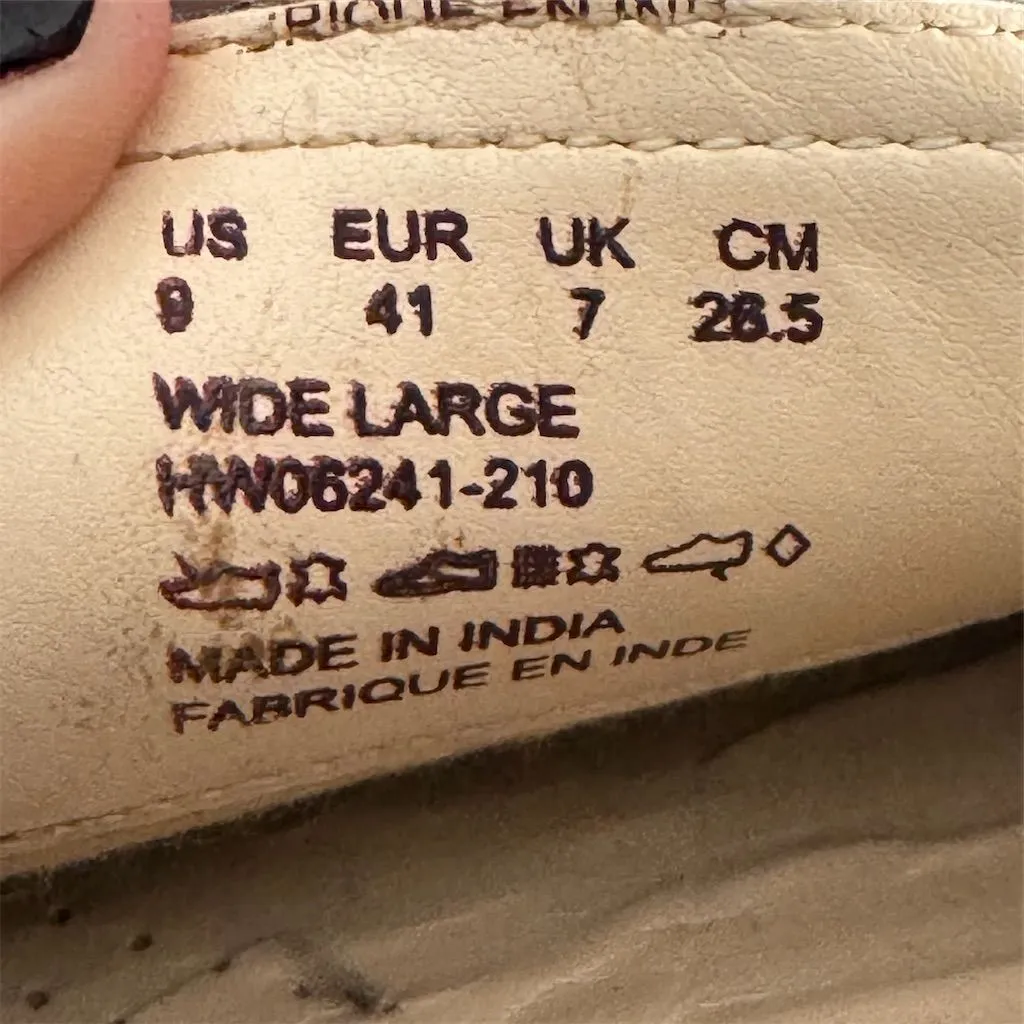 US EUR UK CM
9 41 7 26.5
WIDE LARGE
HW06241-210
MADE IN INDIA
FABRIQUE EN INDE